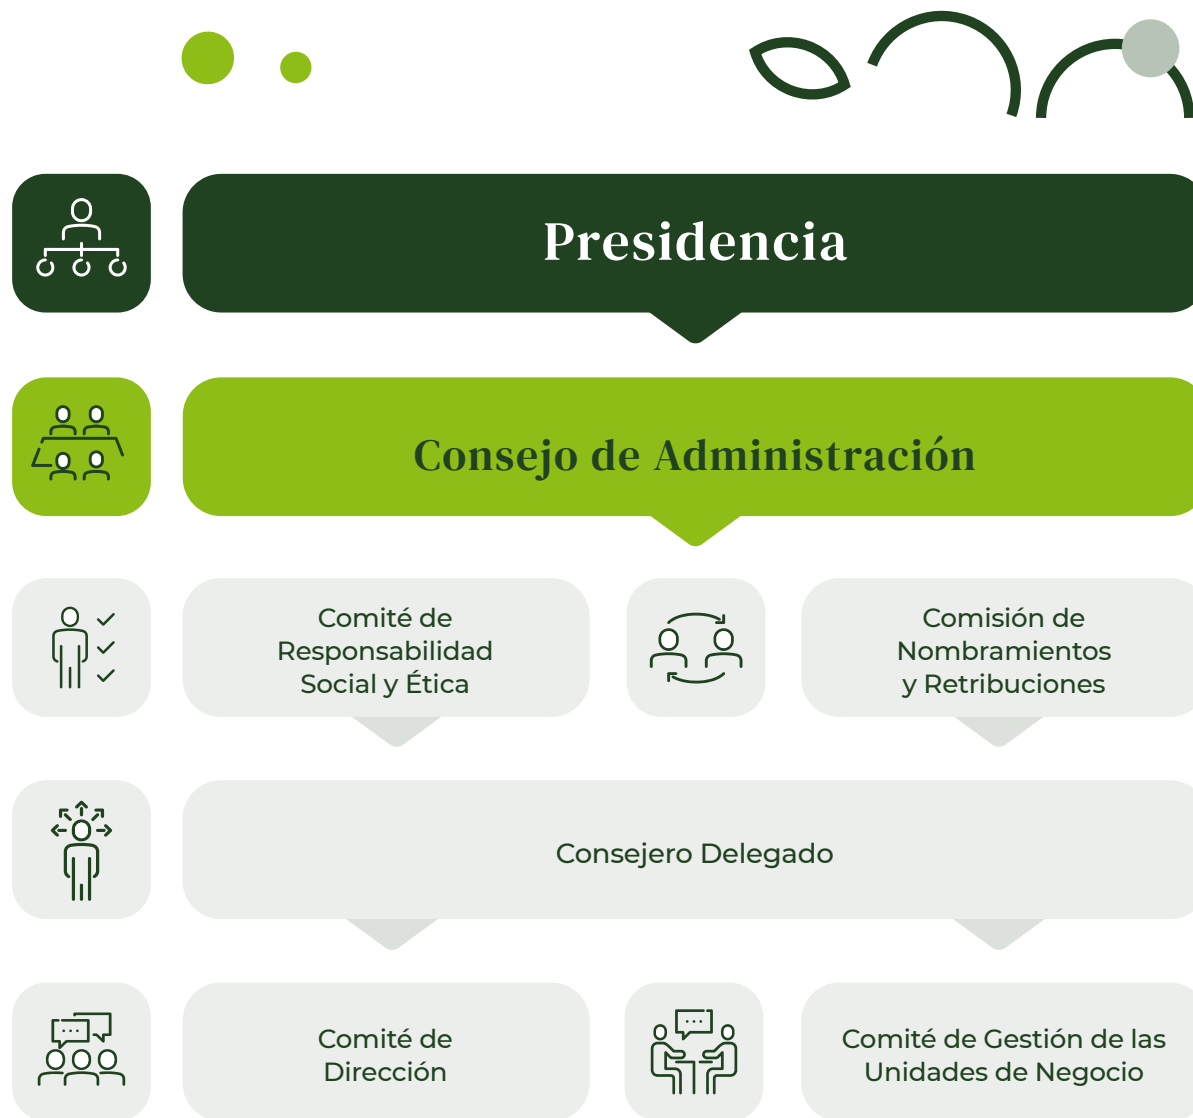 Presidencia
Consejo de Administración
Comité de
Responsabilidad
Social y Ética
Comisión de
Nombramientos
y Retribuciones
Consejero Delegado
Comité de
Dirección
Comité de Gestión de las
Unidades de Negocio